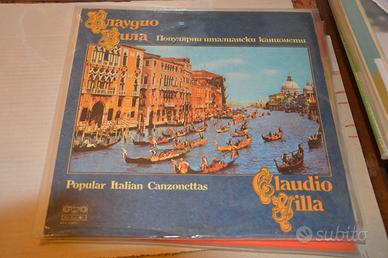 Клаудио
Вила
Популярни италиански канцонети
Popular Italian Canzonettas
Claudio
Villa
subito